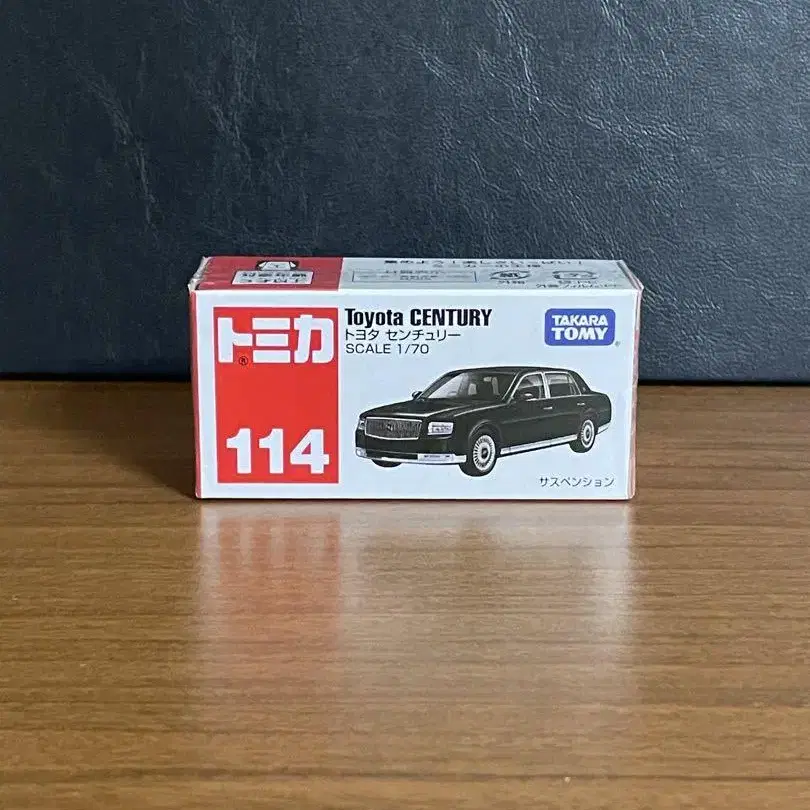 トミカ®
114
Toyota CENTURY
トヨタ センチュリー
SCALE 1/70
TAKARA
TOMY
サスペンション